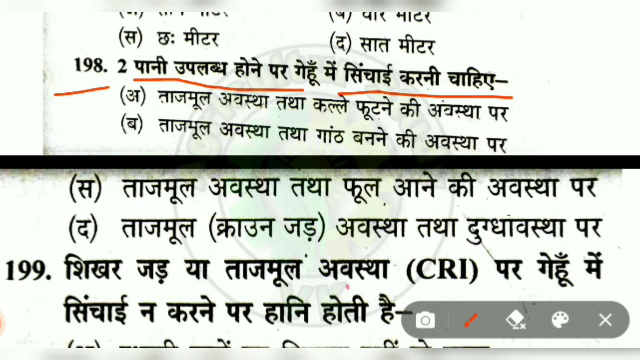 मीटर
(ब) चार मीटर
(स) छः मीटर (द) सात मीटर
198. 2 पानी उपलब्ध होने पर गेहूँ में सिंचाई करनी चाहिए–
(अ) ताजमूल अवस्था तथा कल्ले फूटने की अवस्था पर
(ब) ताजमूल अवस्था तथा गांठ बनने की अवस्था पर
(स) ताजमूल अवस्था तथा फूल आने की अवस्था पर
(द) ताजमूल (क्राउन जड़) अवस्था तथा दुग्धावस्था पर
199. शिखर जड़ या ताजमूल अवस्था (CRI) पर गेहूँ में
सिंचाई न करने पर हानि होती है–